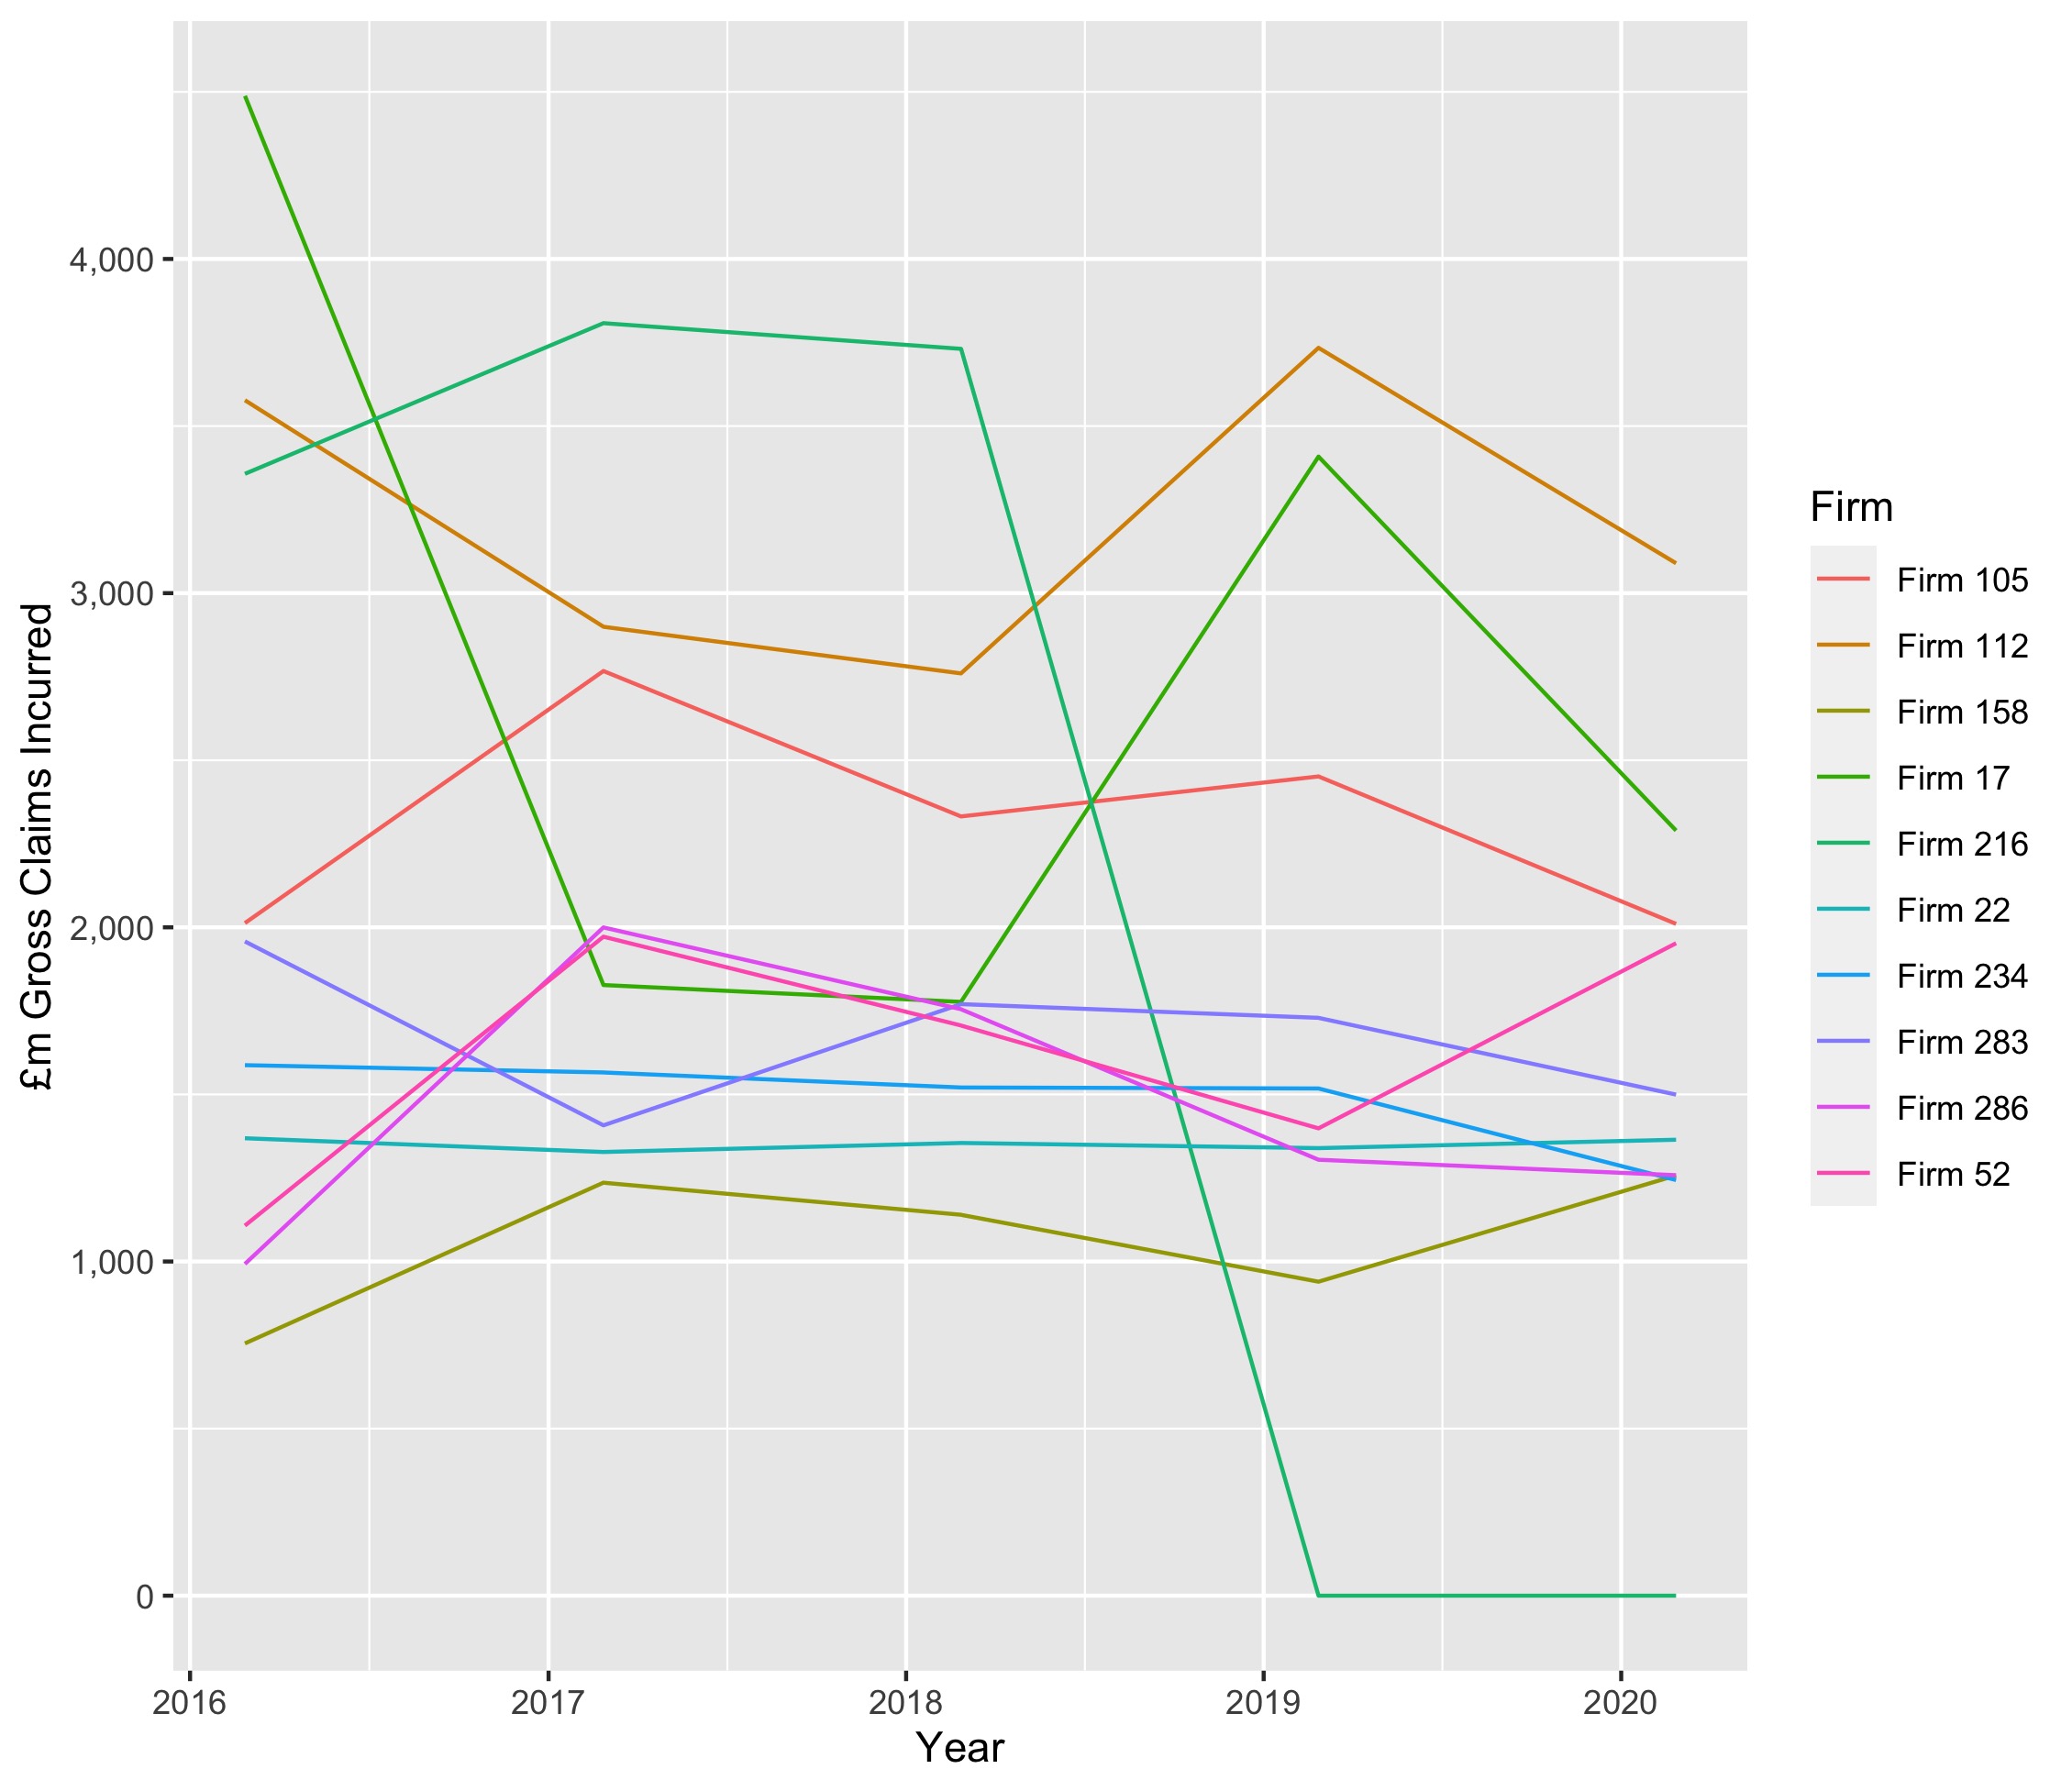 £m Gross Claims Incurred
4,000
3,000
2,000
1,000
0
2016 2017 2018 2019 2020
Year
Firm
Firm 105
Firm 112
Firm 158
Firm 17
Firm 216
Firm 22
Firm 234
Firm 283
Firm 286
Firm 52